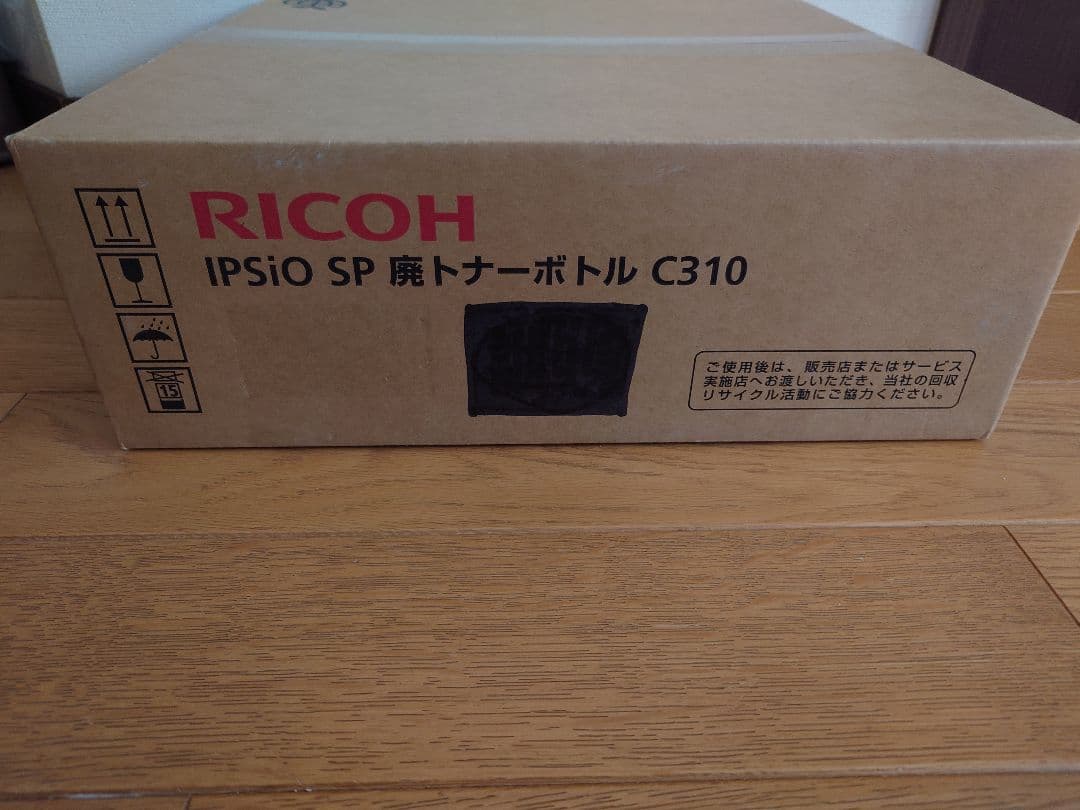 RICOH
IPSiO SP 廃トナーボトル C310
15
ご使用後は、販売店またはサービス
実施店へお渡しいただき、当社の回収
リサイクル活動にご協力ください。